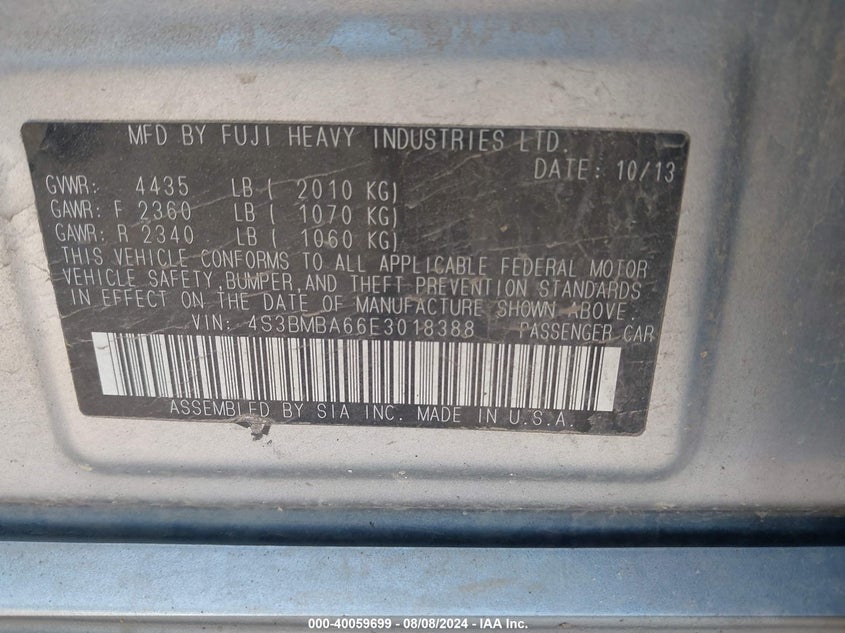 MFD BY FUJI HEAVY INDUSTRIES LTD.
DATE: 10/13
GVWR: 4435 LB ( 2010 KG)
GAWR: F 2360 LB ( 1070 KG)
GAWR: R 2340 LB ( 1060 KG)
THIS VEHICLE CONFORMS TO ALL APPLICABLE FEDERAL MOTOR
VEHICLE SAFETY, BUMPER, AND THEFT PREVENTION STANDARDS
IN EFFECT ON THE DATE OF MANUFACTURE SHOWN ABOVE.
VIN: 4S3BMBA66E3018388 PASSENGER CAR
ASSEMBLED BY SIA INC. MADE IN U.S.A.
000-40059699 - 08/08/2024 - IAA Inc.